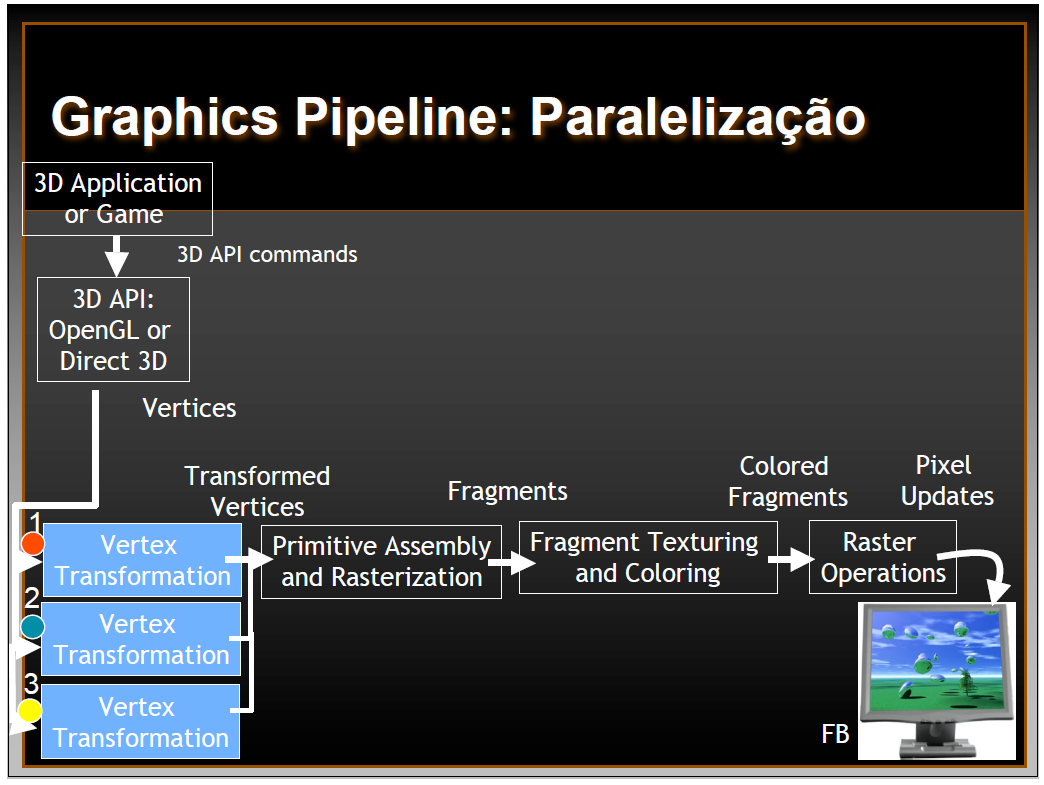 Graphics Pipeline: Paralelização
3D Application
or Game
3D API commands
3D API:
OpenGL or
Direct 3D
Vertices
Transformed
Vertices
Fragments
Colored
Fragments
Pixel
Updates
1
Vertex
Transformation
Primitive Assembly
and Rasterization
Fragment Texturing
and Coloring
Raster
Operations
2
Vertex
Transformation
3
Vertex
Transformation
FB